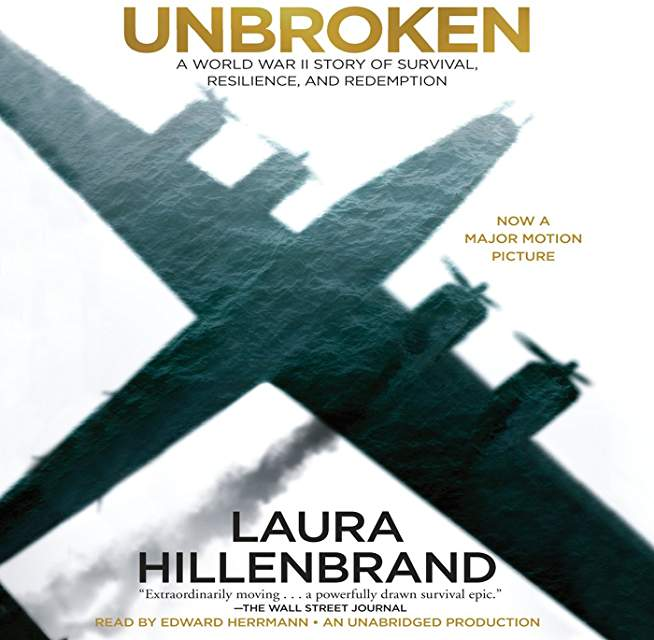 UNBROKEN
A WORLD WAR II STORY OF SURVIVAL,
RESILIENCE, AND REDEMPTION
NOW A
MAJOR MOTION
PICTURE
LAURA
HILLENBRAND
“Extraordinarily moving . . . a powerfully drawn survival epic.”
—THE WALL STREET JOURNAL
READ BY EDWARD HERRMANN • AN UNABRIDGED PRODUCTION